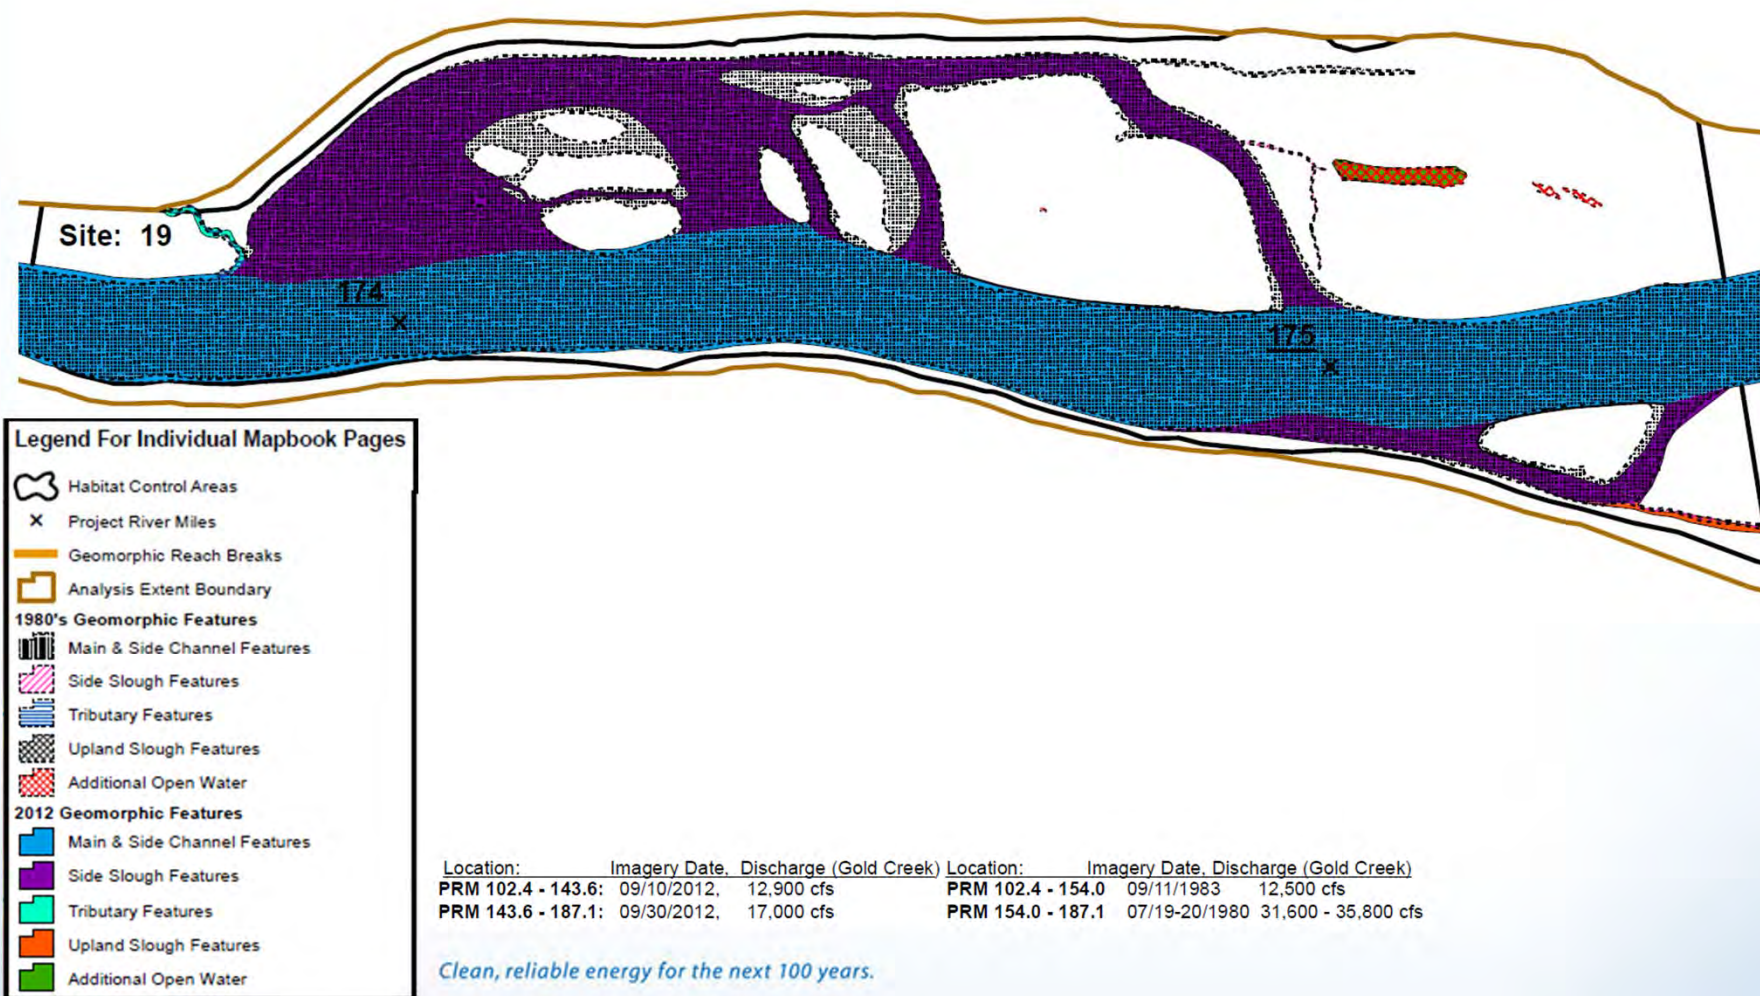 Site: 19
174
175
Legend For Individual Mapbook Pages
Habitat Control Areas
Project River Miles
Geomorphic Reach Breaks
Analysis Extent Boundary
1980's Geomorphic Features
Main & Side Channel Features
Side Slough Features
Tributary Features
Upland Slough Features
Additional Open Water
2012 Geomorphic Features
Main & Side Channel Features
Side Slough Features
Tributary Features
Upland Slough Features
Additional Open Water
Location: Imagery Date, Discharge (Gold Creek) Location: Imagery Date, Discharge (Gold Creek)
PRM 102.4 - 143.6: 09/10/2012, 12,900 cfs PRM 102.4 - 154.0 09/11/1983 12,500 cfs
PRM 143.6 - 187.1: 09/30/2012, 17,000 cfs PRM 154.0 - 187.1 07/19-20/1980 31,600 - 35,800 cfs
Clean, reliable energy for the next 100 years.